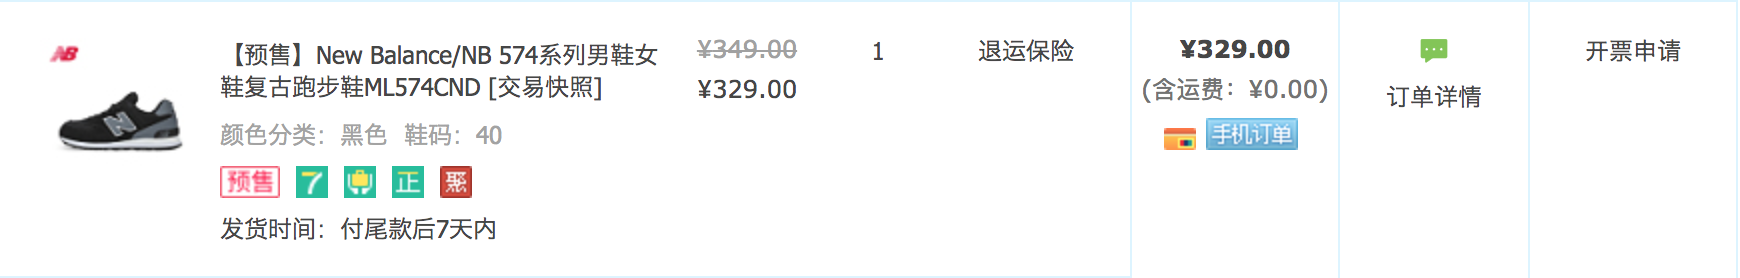 NB
【预售】New Balance/NB 574系列男鞋女
鞋复古跑步鞋ML574CND [交易快照]
颜色分类：黑色 鞋码：40
预售 7 正 聚
发货时间：付尾款后7天内
¥349.00
¥329.00
1
退运保险
¥329.00
(含运费：¥0.00)
手机订单
订单详情
开票申请